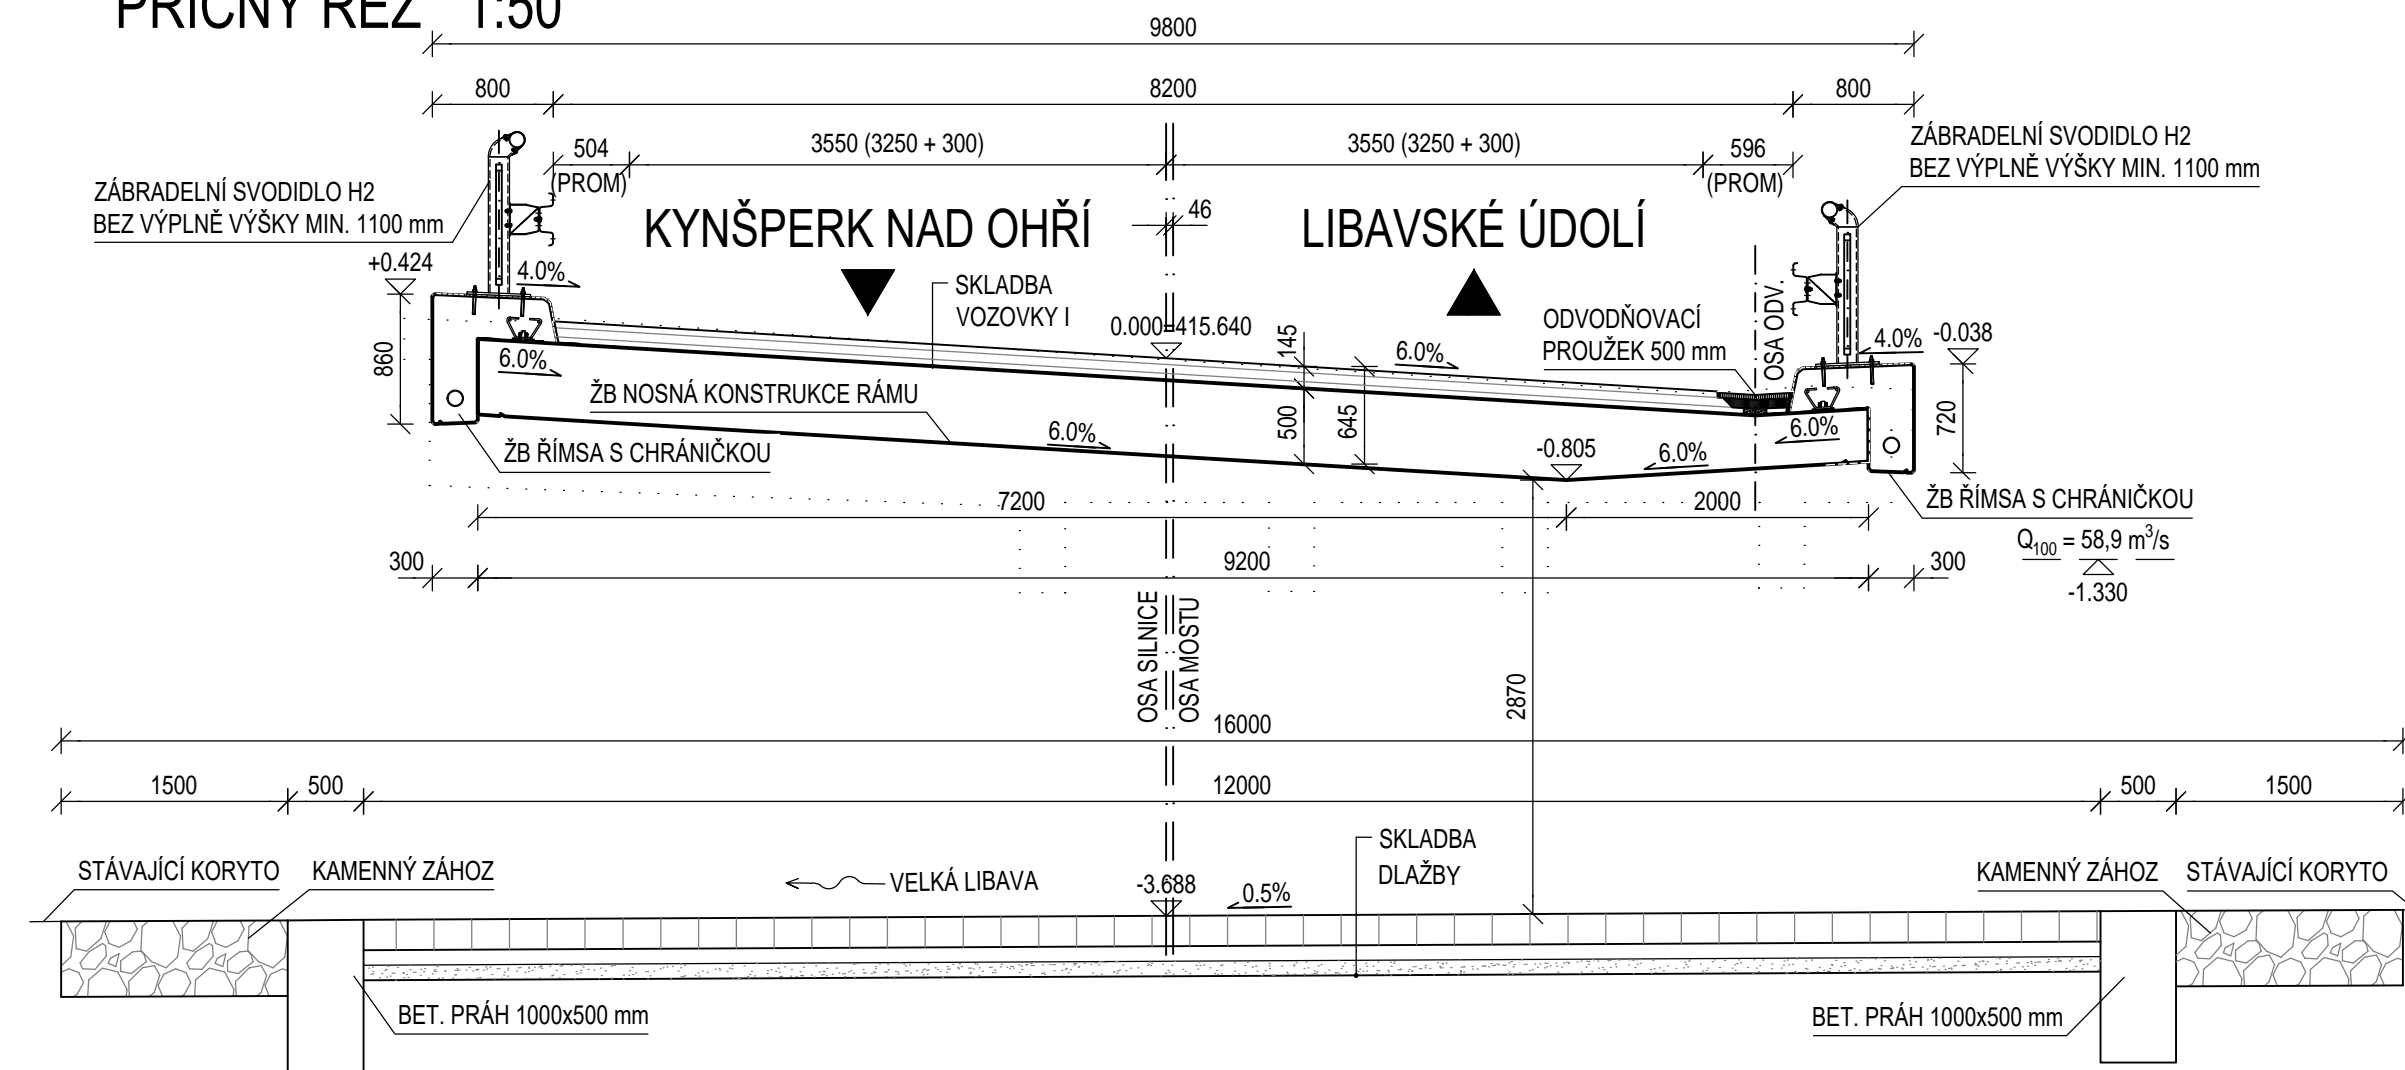 PŘÍČNÝ ŘEZ 1:50
9800
800
8200
800
504
(PROM)
3550 (3250 + 300)
3550 (3250 + 300)
596
(PROM)
ZÁBRADELNÍ SVODIDLO H2
BEZ VÝPLNĚ VÝŠKY MIN. 1100 mm
ZÁBRADELNÍ SVODIDLO H2
BEZ VÝPLNĚ VÝŠKY MIN. 1100 mm
46
KYNŠPERK NAD OHŘÍ
LIBAVSKÉ ÚDOLÍ
+0.424
4.0%
SKLADBA
VOZOVKY I
0.000=415.640
145
ODVODŇOVACÍ
PROUŽEK 500 mm
OSA ODV.
4.0%
-0.038
860
6.0%
6.0%
ŽB NOSNÁ KONSTRUKCE RÁMU
500
645
720
6.0%
6.0%
-0.805
6.0%
ŽB ŘÍMSA S CHRÁNIČKOU
ŽB ŘÍMSA S CHRÁNIČKOU
7200
2000
Q100 = 58,9 m³/s
-1.330
300
9200
300
OSA SILNICE
OSA MOSTU
2870
16000
1500
500
12000
500
1500
SKLADBA
DLAŽBY
STÁVAJÍCÍ KORYTO
KAMENNÝ ZÁHOZ
VELKÁ LIBAVA
-3.688
0.5%
KAMENNÝ ZÁHOZ
STÁVAJÍCÍ KORYTO
BET. PRÁH 1000x500 mm
BET. PRÁH 1000x500 mm